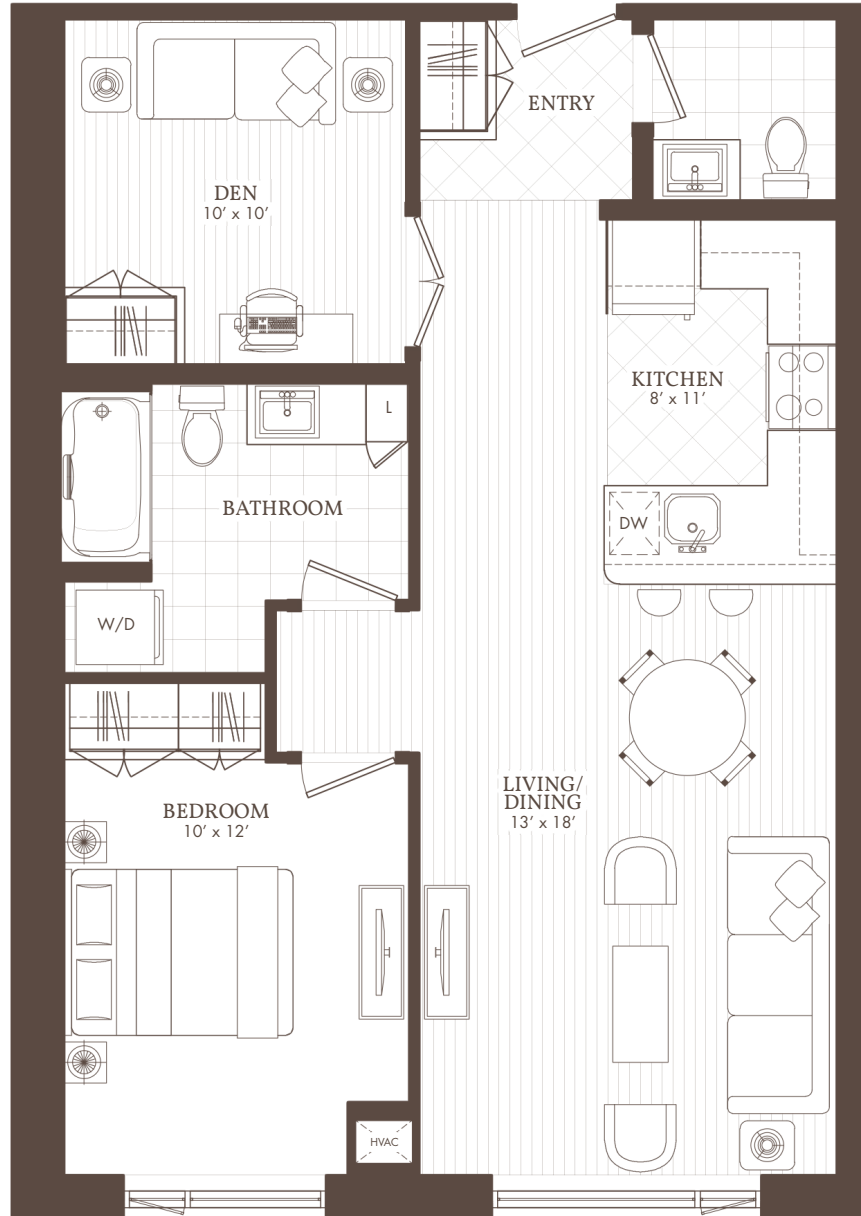 ENTRY
DEN
10’ x 10’
KITCHEN
8’ x 11’
L
BATHROOM
DW
W/D
LIVING/
DINING
13’ x 18’
BEDROOM
10’ x 12’
HVAC